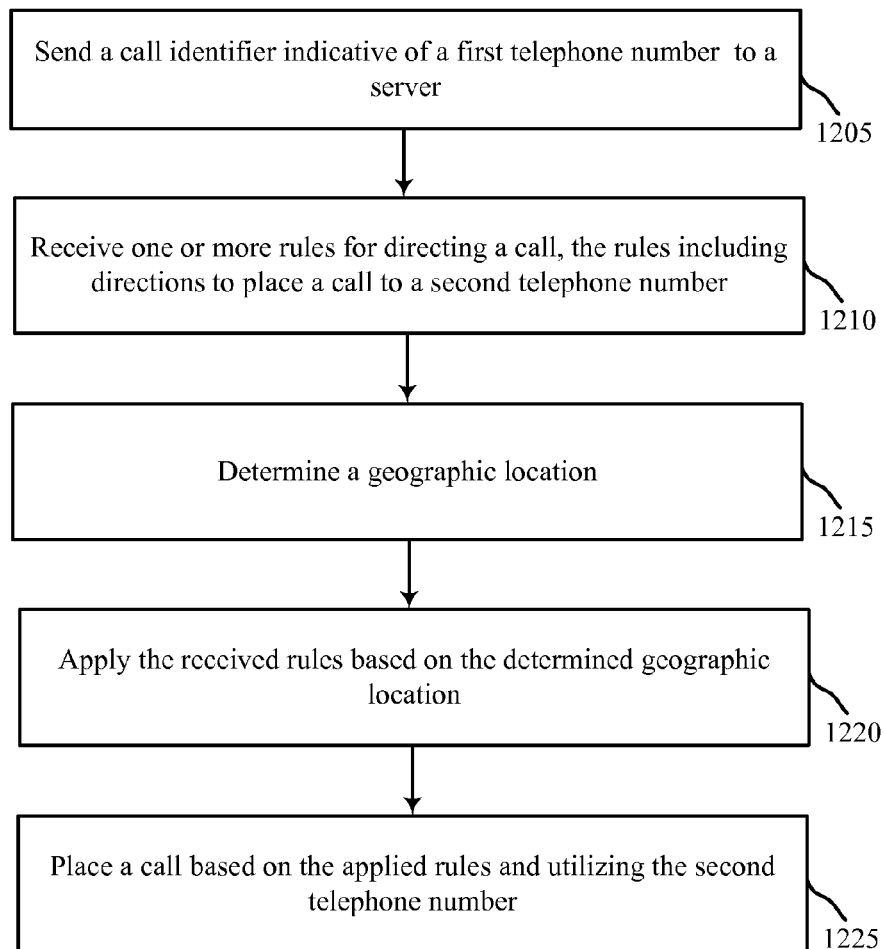 Send a call identifier indicative of a first telephone number to a
server
1205
Receive one or more rules for directing a call, the rules including
directions to place a call to a second telephone number
1210
Determine a geographic location
1215
Apply the received rules based on the determined geographic
location
1220
Place a call based on the applied rules and utilizing the second
telephone number
1225